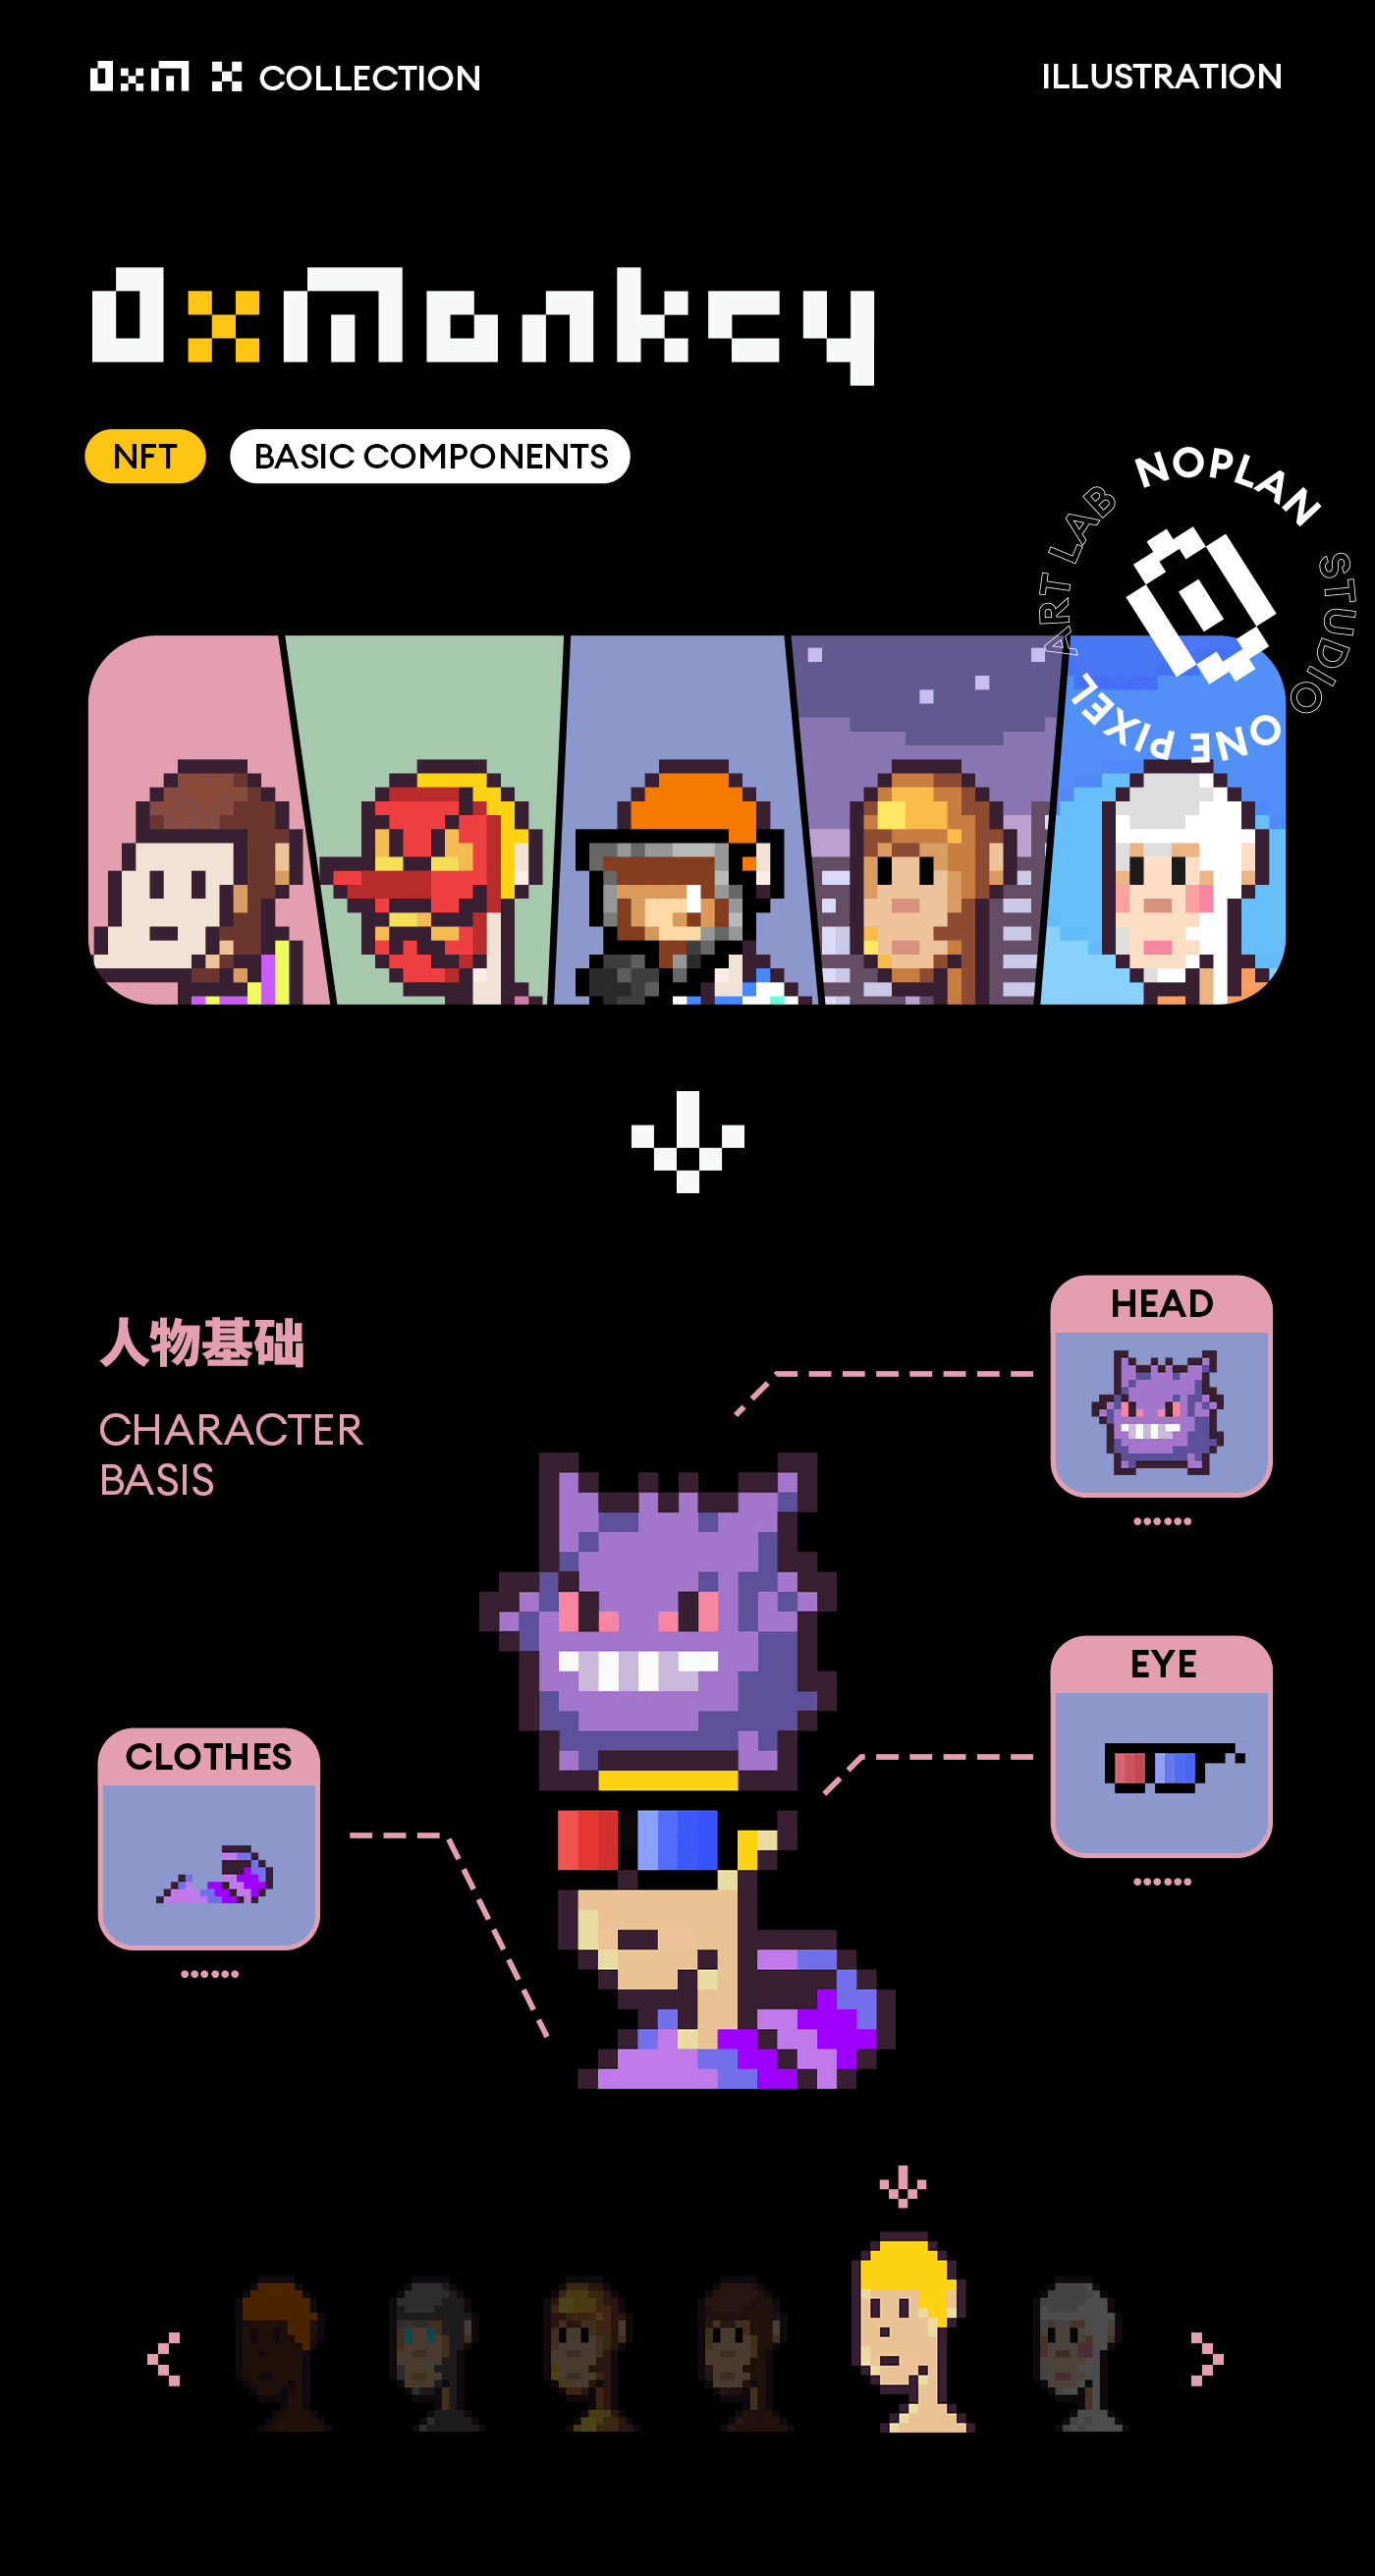 0xM X COLLECTION
ILLUSTRATION
0xMonkey
NFT
BASIC COMPONENTS
NOPLAN
STUDIO
ONE PIXEL
ART LAB
人物基础
CHARACTER
BASIS
HEAD
EYE
CLOTHES